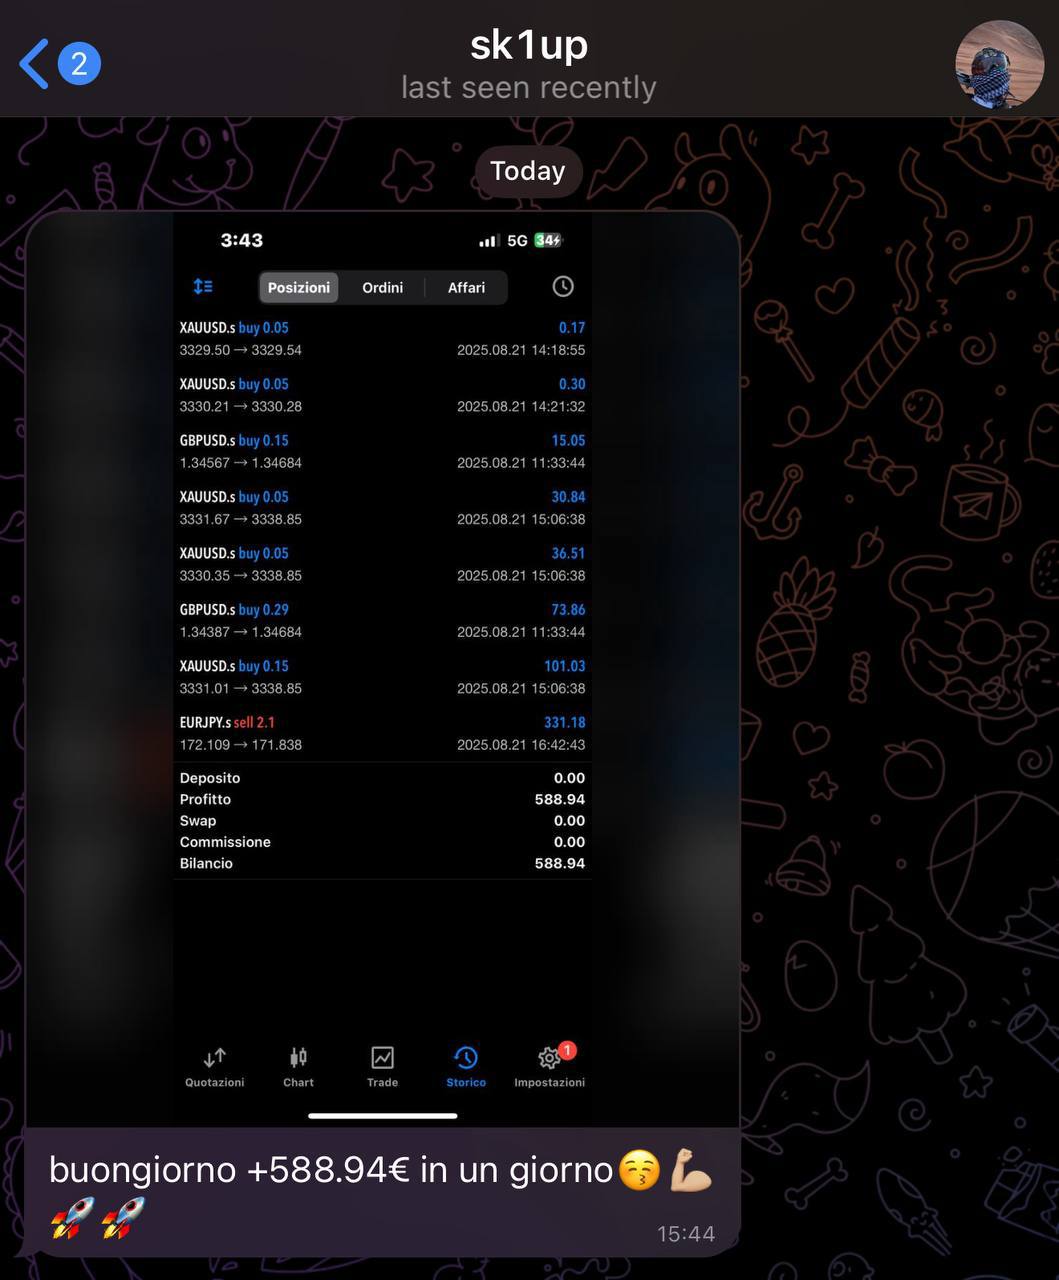 2
sk1up
last seen recently
Today
3:43
5G 34
Posizioni Ordini Affari
XAUUSD.s buy 0.05 0.17
3329.50 → 3329.54 2025.08.21 14:18:55
XAUUSD.s buy 0.05 0.30
3330.21 → 3330.28 2025.08.21 14:21:32
GBPUSD.s buy 0.15 15.05
1.34567 → 1.34684 2025.08.21 11:33:44
XAUUSD.s buy 0.05 30.84
3331.67 → 3338.85 2025.08.21 15:06:38
XAUUSD.s buy 0.05 36.51
3330.35 → 3338.85 2025.08.21 15:06:38
GBPUSD.s buy 0.29 73.86
1.34387 → 1.34684 2025.08.21 11:33:44
XAUUSD.s buy 0.15 101.03
3331.01 → 3338.85 2025.08.21 15:06:38
EURJPY.s sell 2.1 331.18
172.109 → 171.838 2025.08.21 16:42:43
Deposito 0.00
Profitto 588.94
Swap 0.00
Commissione 0.00
Bilancio 588.94
1
Quotazioni Chart Trade Storico Impostazioni
buongiorno +588.94€ in un giorno😚💪🏼
🚀🚀
15:44